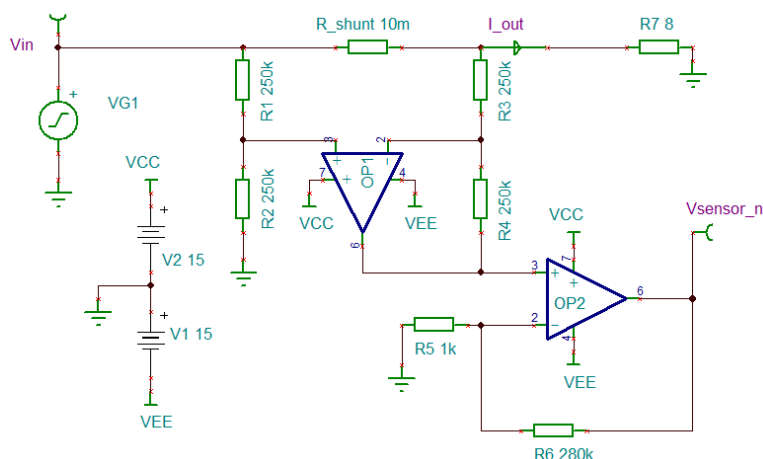 R_shunt 10m
I_out
R7 8
Vin
+
VG1
R1 250k
R3 250k
3
2
+
-
7
+
OP1
4
VCC
R2 250k
R4 250k
VCC
VEE
6
Vsensor_n
+
V2 15
VCC
3
+
7
+
6
OP2
2
-
4
+
V1 15
R5 1k
VEE
VEE
R6 280k